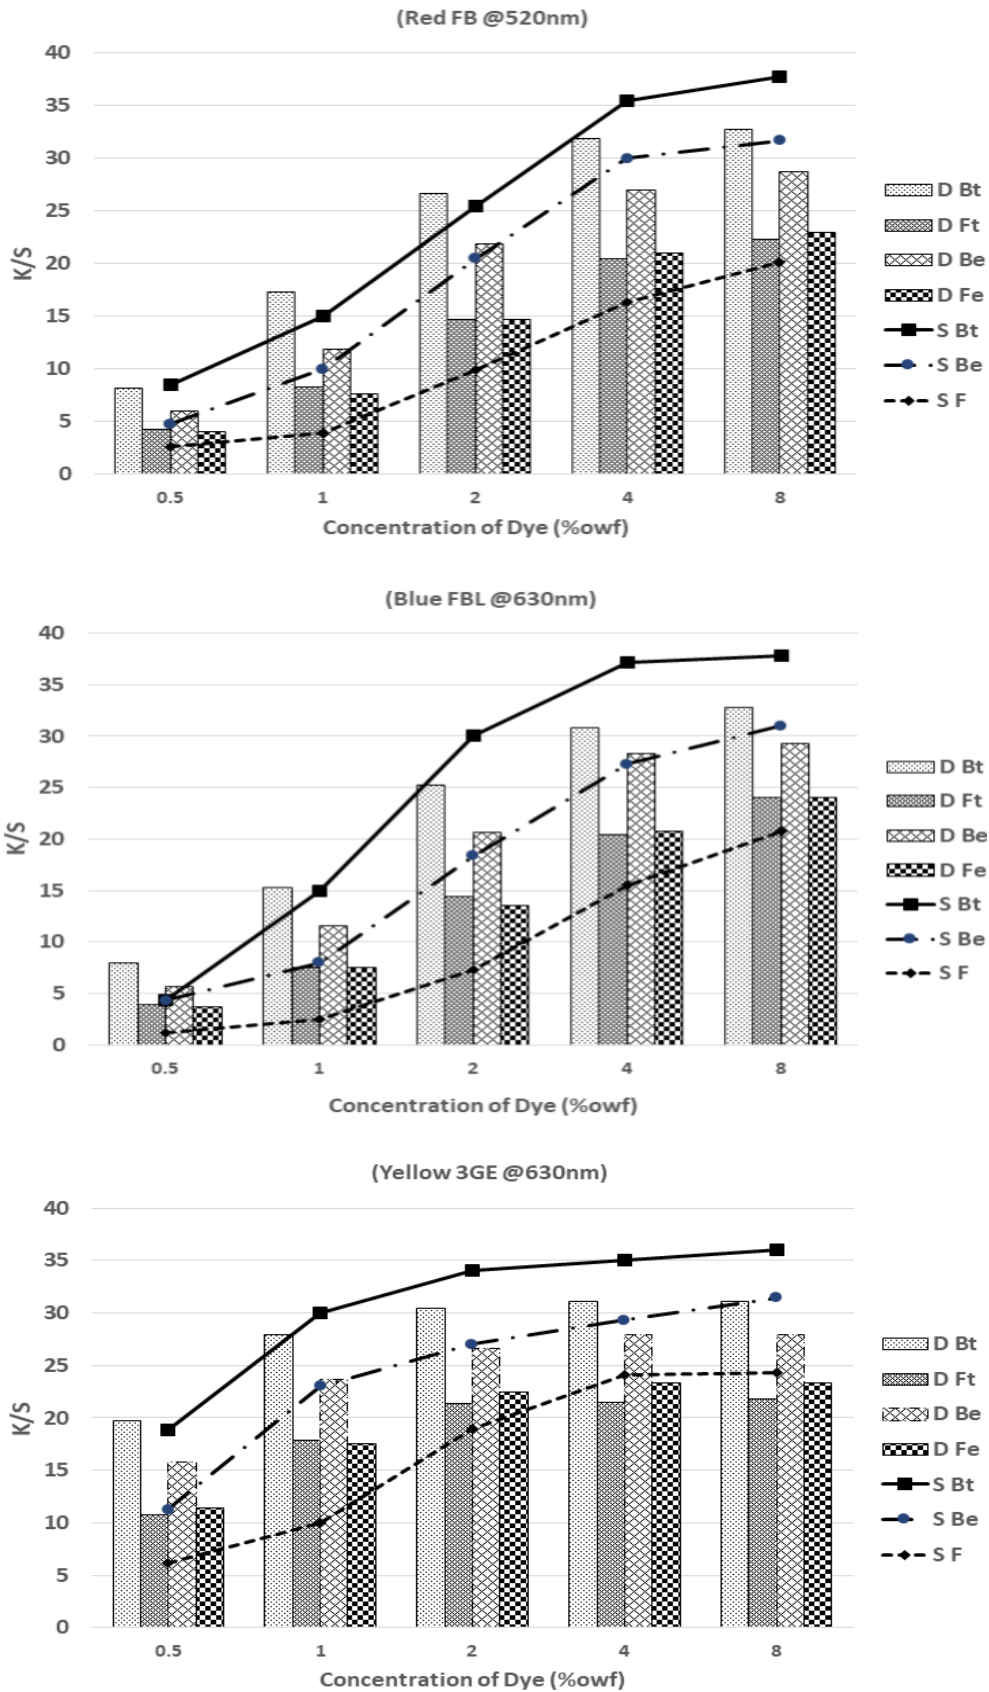 (Red FB @520nm)
40
35
30
25
20
15
10
5
0
K/S
0.5 1 2 4 8
Concentration of Dye (%owf)
D Bt
D Ft
D Be
D Fe
S Bt
S Be
S F
(Blue FBL @630nm)
40
35
30
25
20
15
10
5
0
K/S
0.5 1 2 4 8
Concentration of Dye (%owf)
D Bt
D Ft
D Be
D Fe
S Bt
S Be
S F
(Yellow 3GE @630nm)
40
35
30
25
20
15
10
5
0
K/S
0.5 1 2 4 8
Concentration of Dye (%owf)
D Bt
D Ft
D Be
D Fe
S Bt
S Be
S F